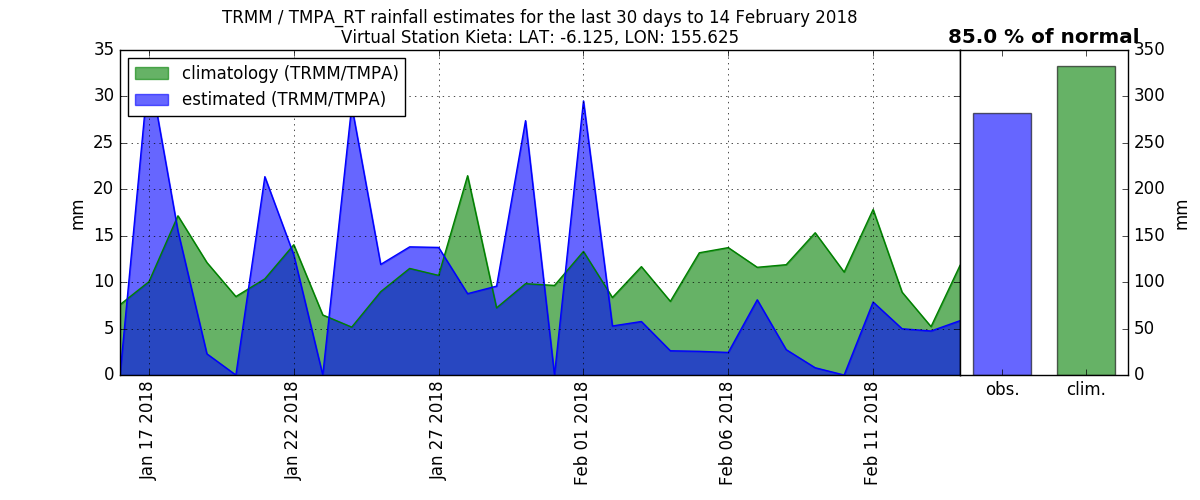 TRMM / TMPA_RT rainfall estimates for the last 30 days to 14 February 2018
Virtual Station Kieta: LAT: -6.125, LON: 155.625
85.0 % of normal
climatology (TRMM/TMPA)
estimated (TRMM/TMPA)
35
30
25
20
15
10
5
0
mm
Jan 17 2018
Jan 22 2018
Jan 27 2018
Feb 01 2018
Feb 06 2018
Feb 11 2018
obs.
clim.
350
300
250
200
150
100
50
0
mm